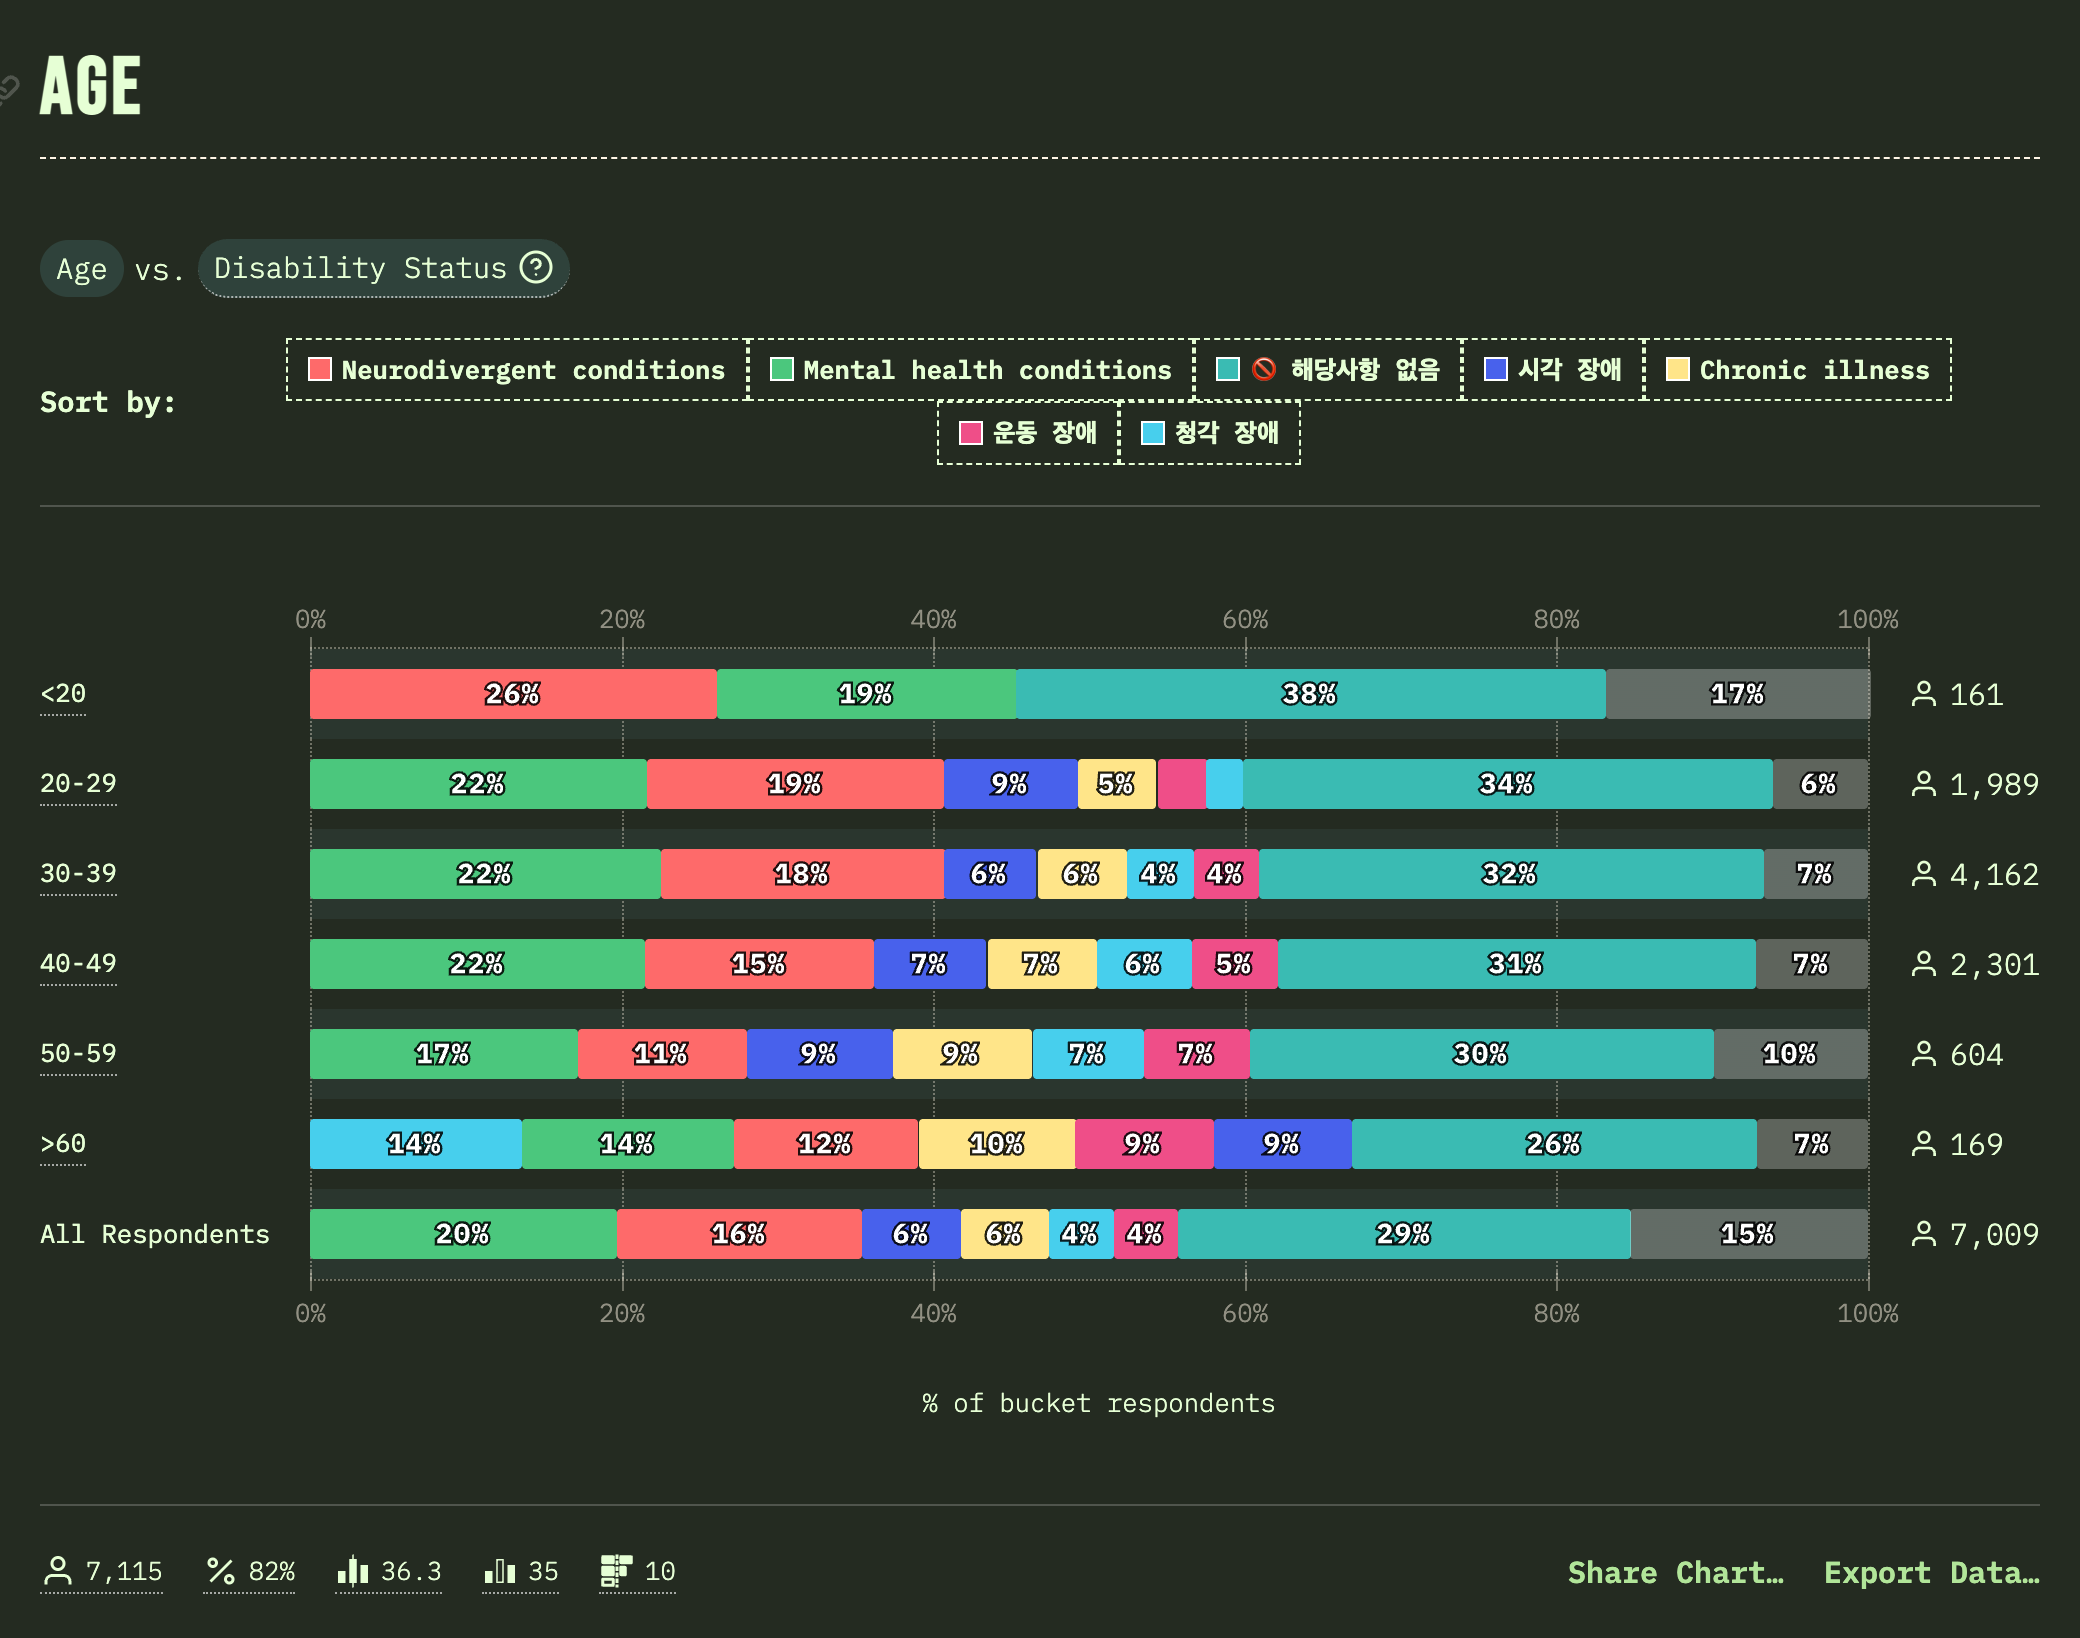 AGE
Age vs. Disability Status ?
Neurodivergent conditions Mental health conditions 🚫 해당사항 없음 시각 장애 Chronic illness
Sort by:
운동 장애 청각 장애
0% 20% 40% 60% 80% 100%
<20 26% 19% 38% 17% 161
20-29 22% 19% 9% 5% 34% 6% 1,989
30-39 22% 18% 6% 6% 4% 4% 32% 7% 4,162
40-49 22% 15% 7% 7% 6% 5% 31% 7% 2,301
50-59 17% 11% 9% 9% 7% 7% 30% 10% 604
>60 14% 14% 12% 10% 9% 9% 26% 7% 169
All Respondents 20% 16% 6% 6% 4% 4% 29% 15% 7,009
0% 20% 40% 60% 80% 100%
% of bucket respondents
7,115 % 82% 36.3 35 10 Share Chart… Export Data…